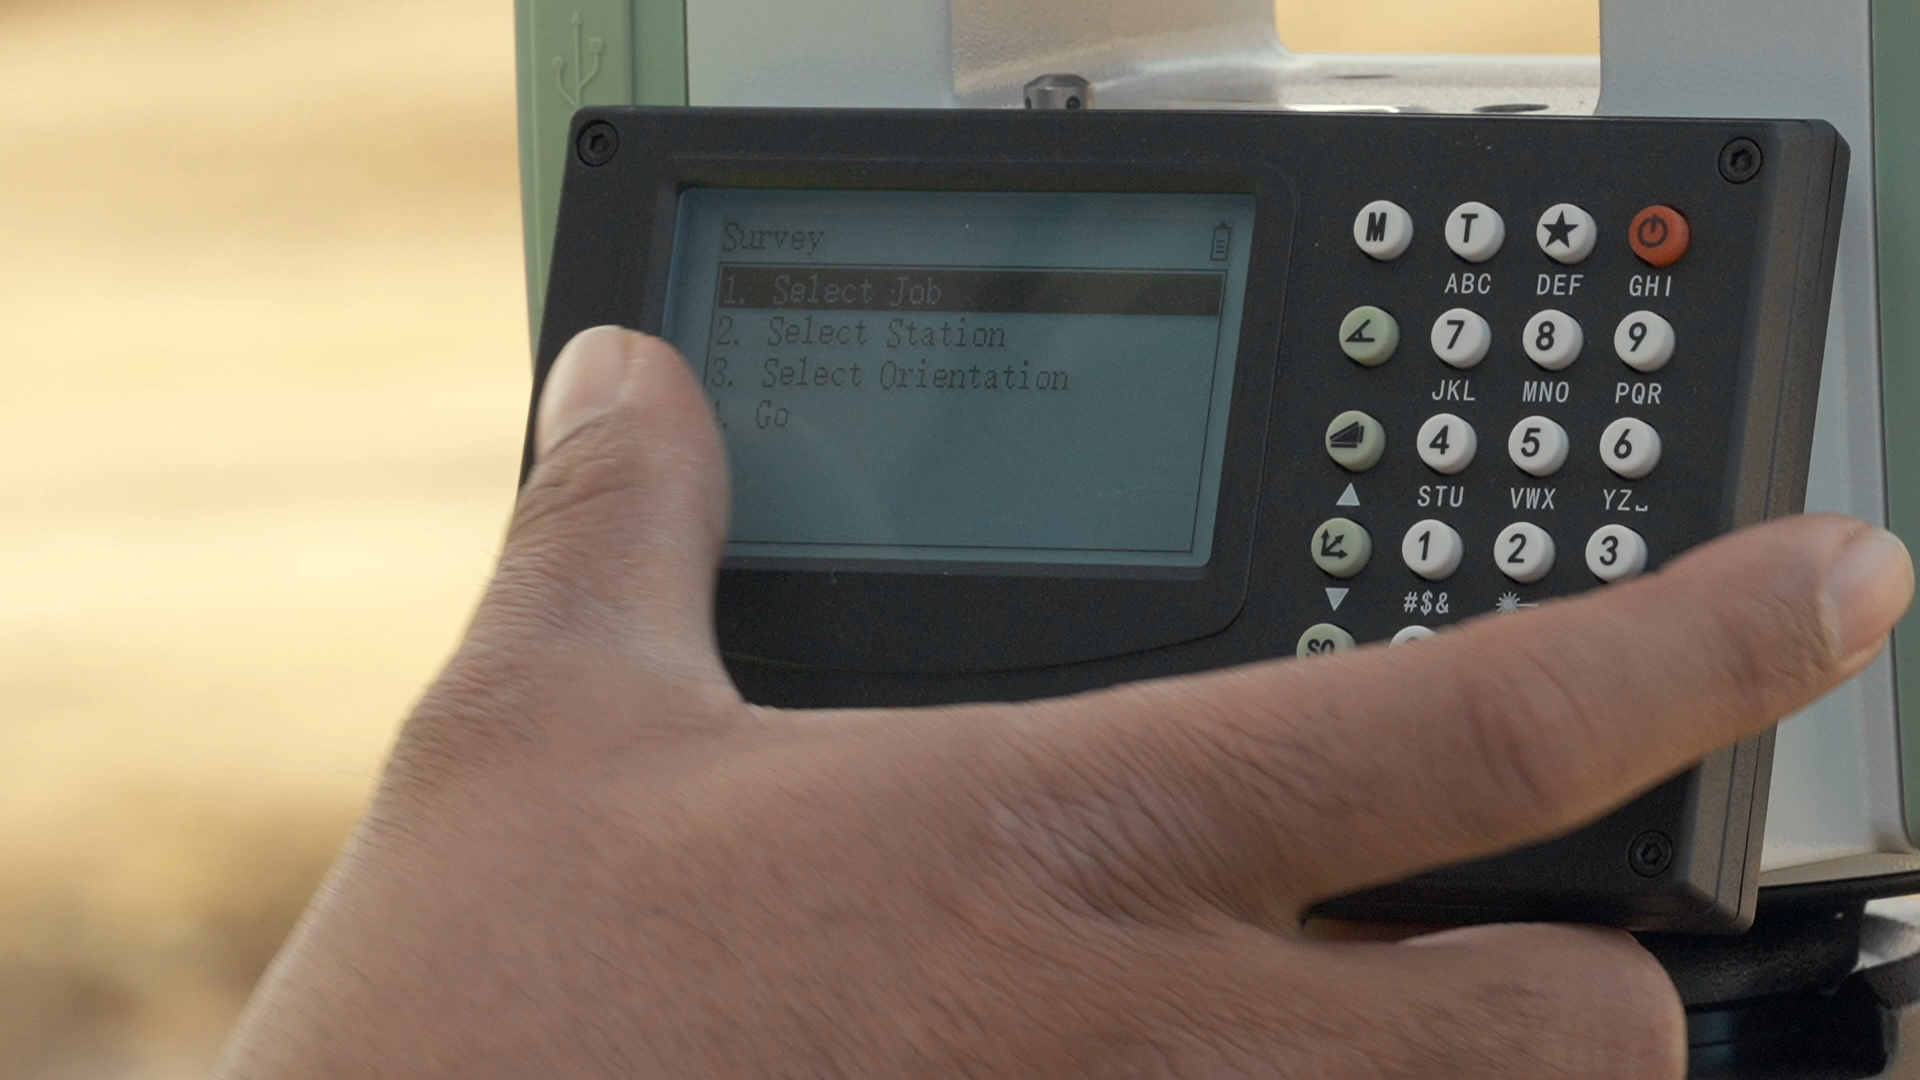 Survey
1. Select Job
2. Select Station
3. Select Orientation
. Go
M T ★
ABC DEF GHI
7 8 9
JKL MNO PQR
4 5 6
▲ STU VWX YZ␣
1 2 3
▼ #$&